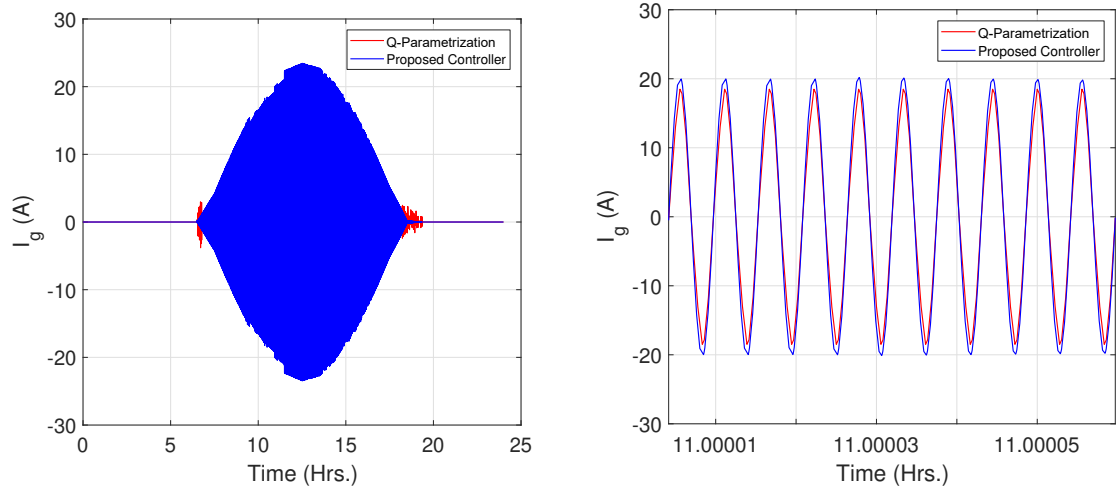 30
20
10
0
-10
-20
-30
I_g (A)
0
5
10
15
20
25
Time (Hrs.)
Q-Parametrization
Proposed Controller
30
20
10
0
-10
-20
-30
I_g (A)
11.00001
11.00003
11.00005
Time (Hrs.)
Q-Parametrization
Proposed Controller